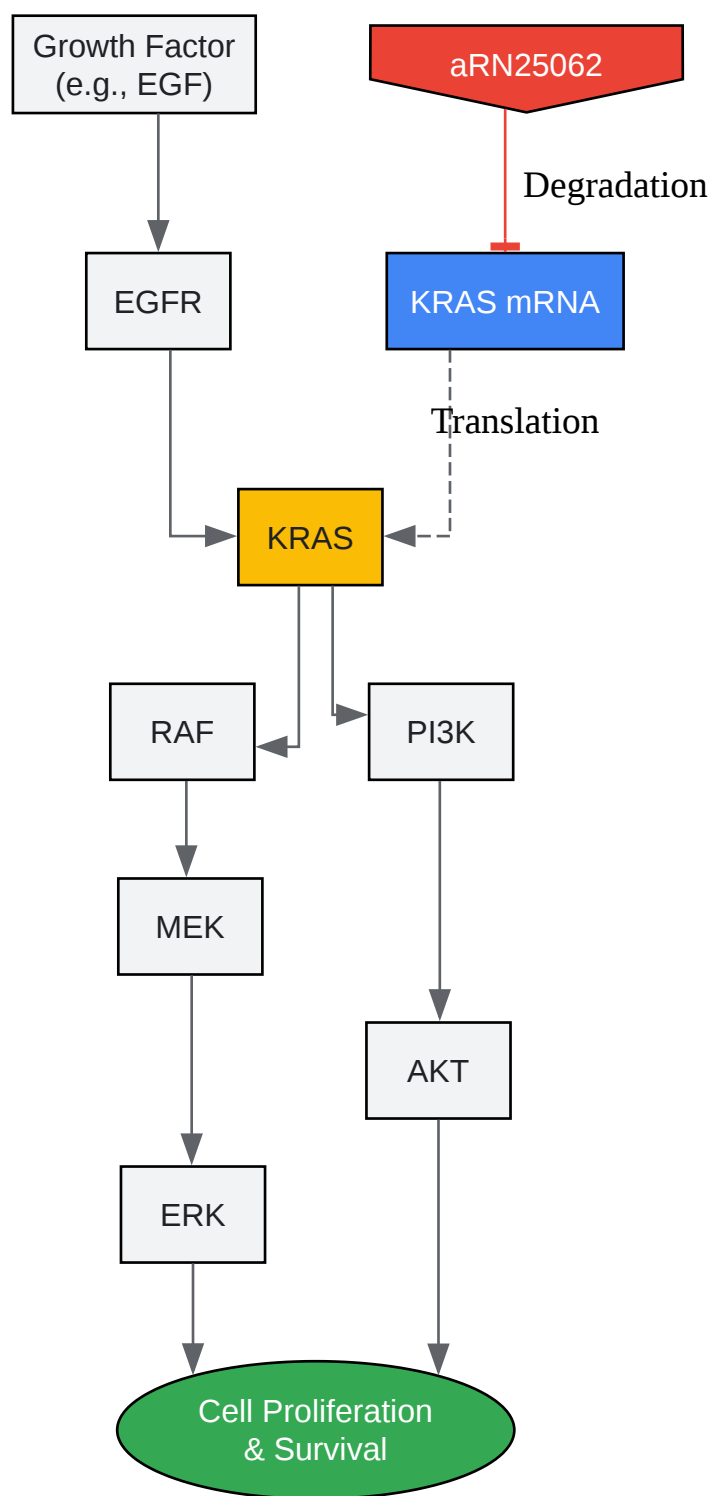 Growth Factor
(e.g., EGF)
aRN25062
Degradation
EGFR
KRAS mRNA
Translation
KRAS
RAF
PI3K
MEK
AKT
ERK
Cell Proliferation
& Survival